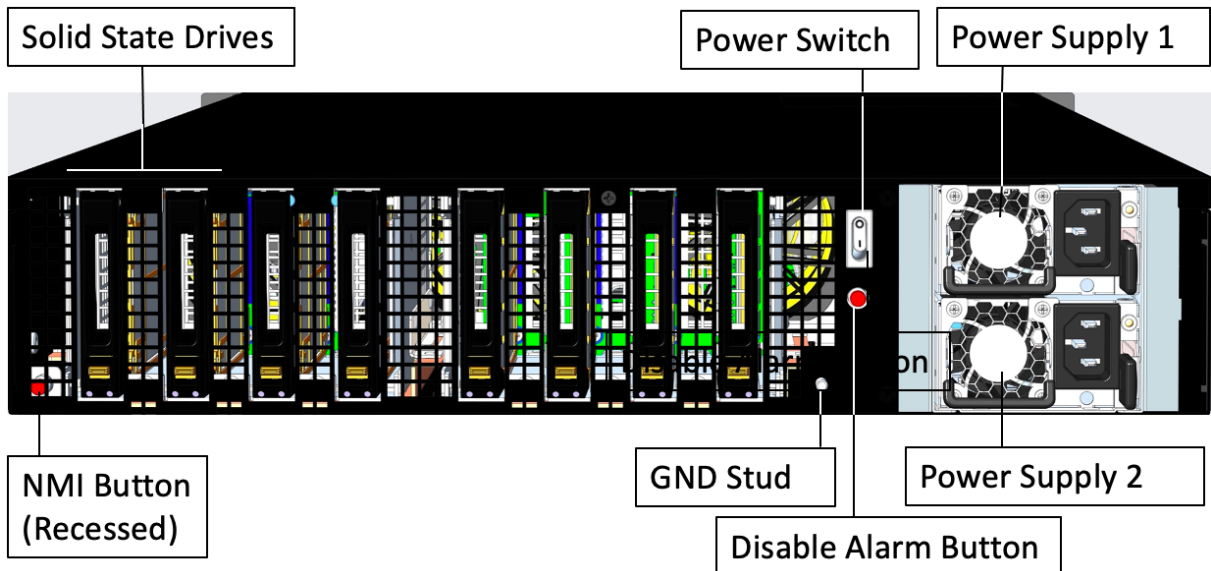 Solid State Drives
Power Switch
Power Supply 1
NMI Button
(Recessed)
GND Stud
Power Supply 2
Disable Alarm Button